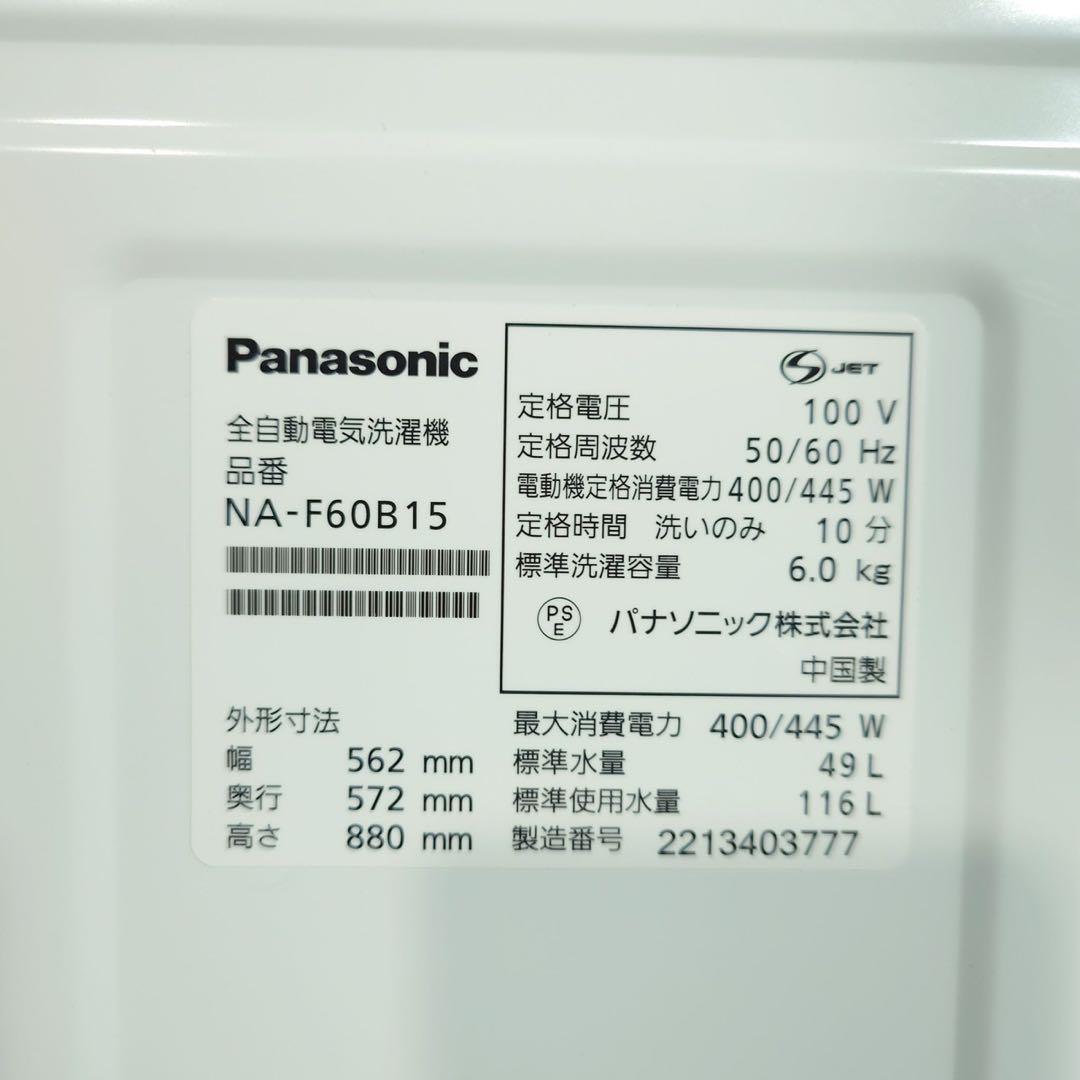 Panasonic
全自動電気洗濯機
品番
NA-F60B15
S JET
定格電圧 100 V
定格周波数 50/60 Hz
電動機定格消費電力 400/445 W
定格時間 洗いのみ 10 分
標準洗濯容量 6.0 kg
PSE パナソニック株式会社
中国製
外形寸法
幅 562 mm
奥行 572 mm
高さ 880 mm
最大消費電力 400/445 W
標準水量 49 L
標準使用水量 116 L
製造番号 2213403777